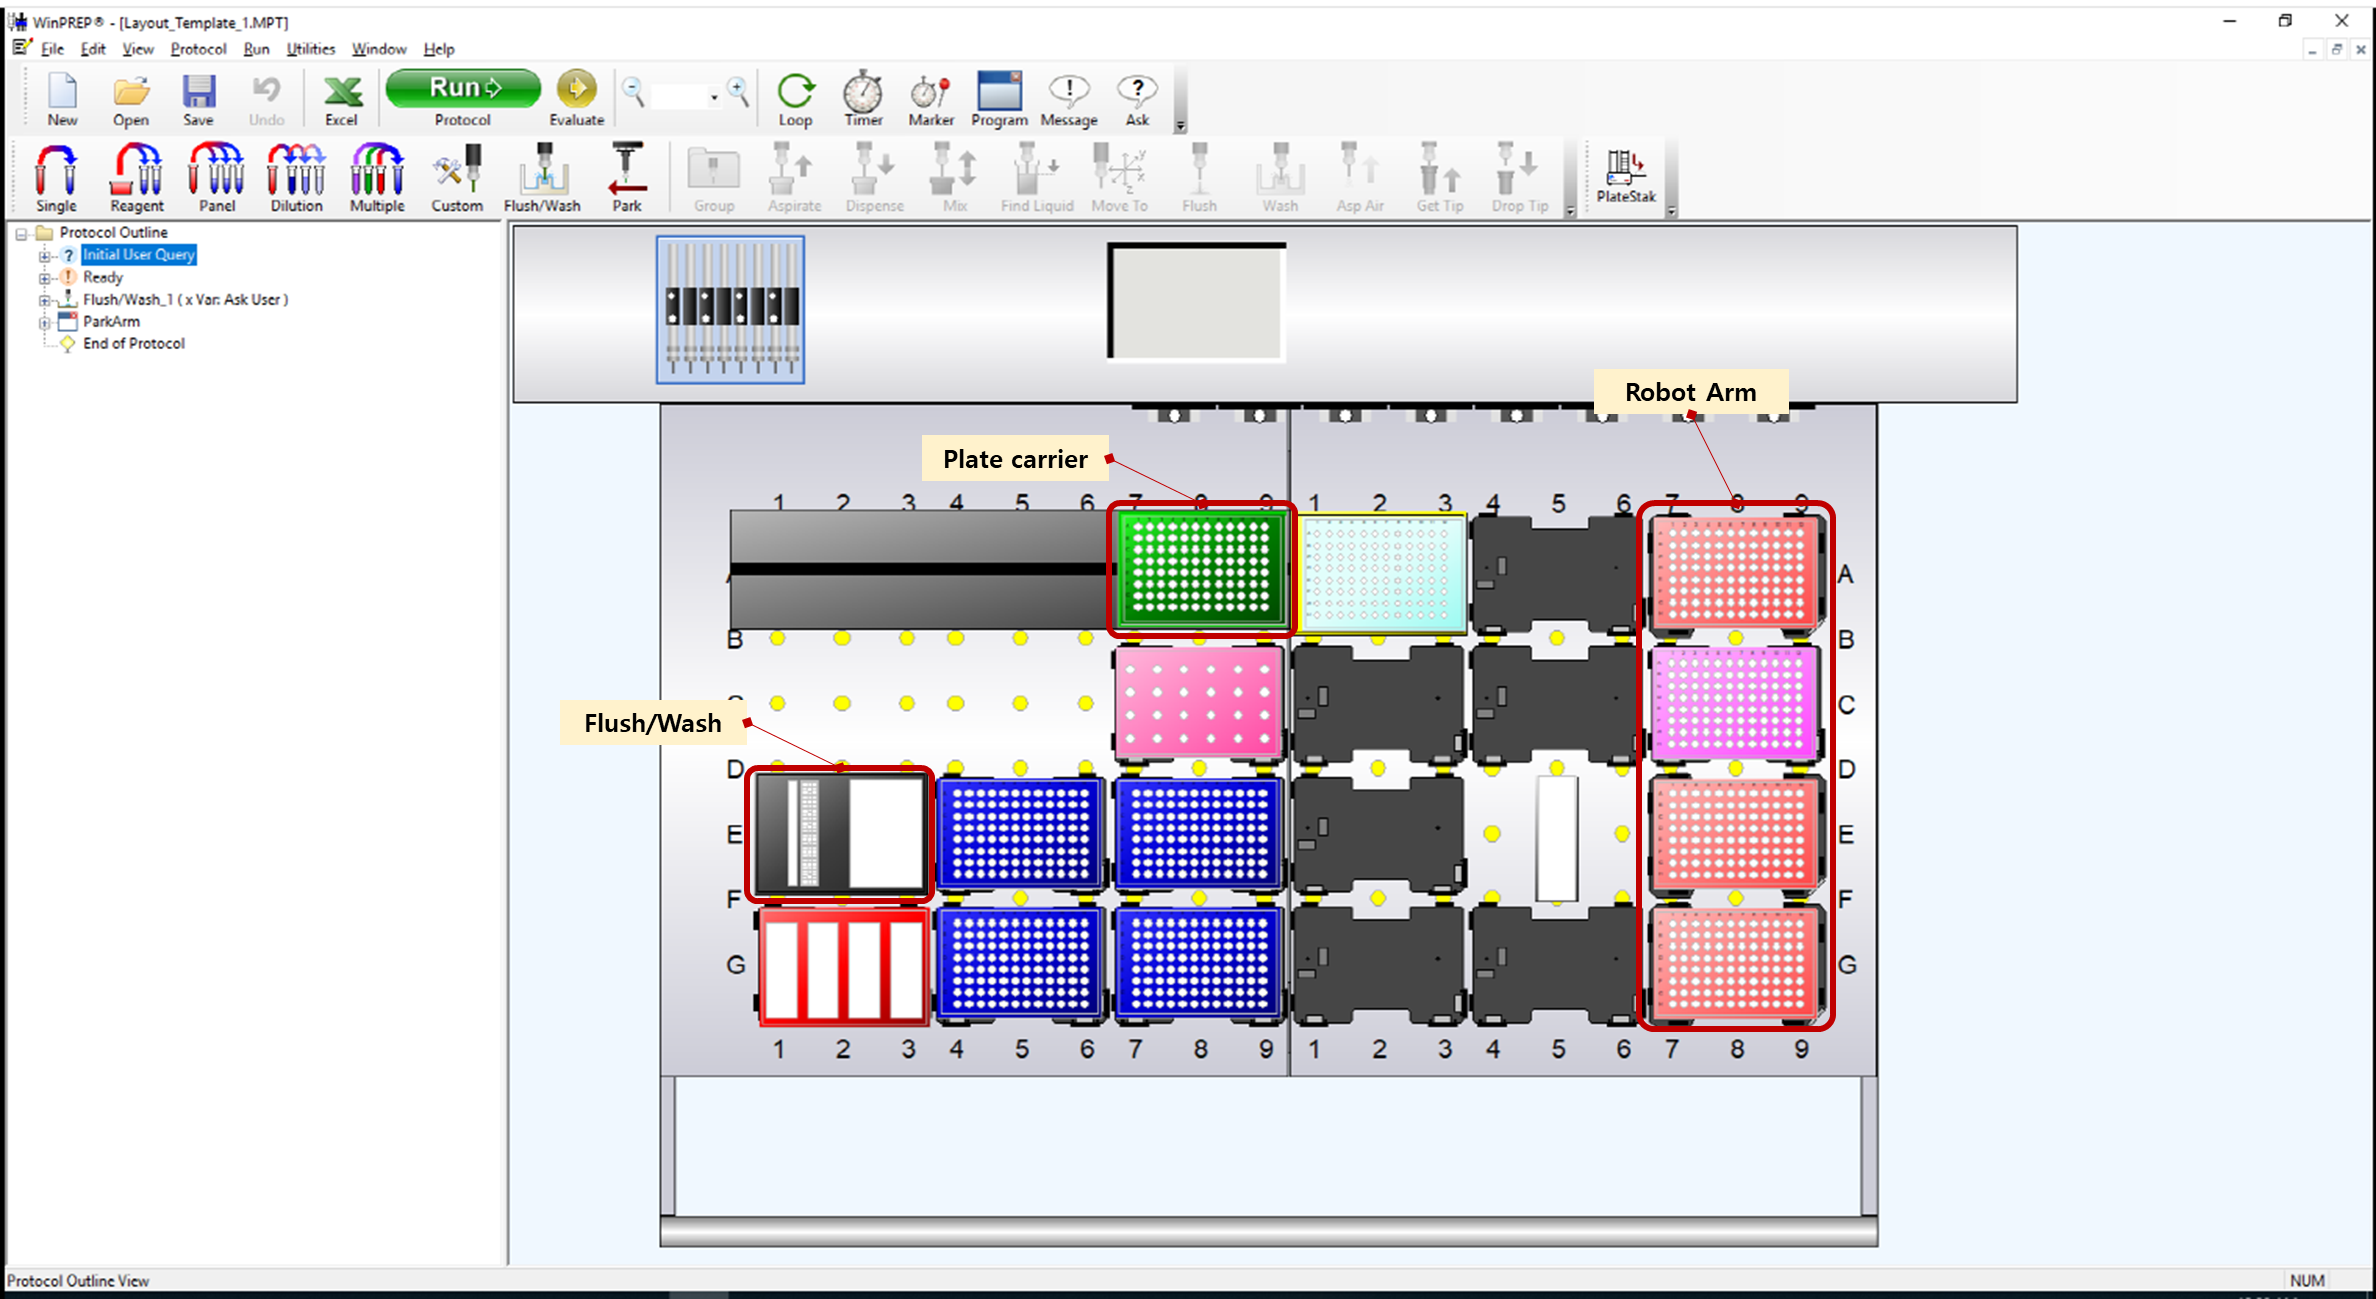 WinPREP® - [Layout_Template_1.MPT]
File Edit View Protocol Run Utilities Window Help
Run
New Open Save Undo Excel Protocol Evaluate Loop Timer Marker Program Message Ask
Single Reagent Panel Dilution Multiple Custom Flush/Wash Park Group Aspirate Dispense Mix Find Liquid Move To Flush Wash Asp Air Get Tip Drop Tip PlateStak
Protocol Outline
Initial User Query
Ready
Flush/Wash_1 ( x Var: Ask User )
ParkArm
End of Protocol
Robot Arm
Plate carrier
1 2 3 4 5 6 7 8 9 1 2 3 4 5 6 7 8 9
A
B B
C
Flush/Wash
D D
E E
F F
G G
1 2 3 4 5 6 7 8 9 1 2 3 4 5 6 7 8 9
Protocol Outline View NUM